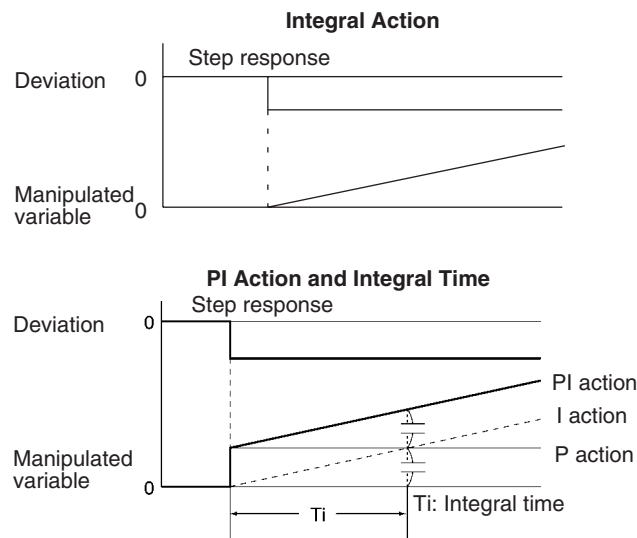 Integral Action
Step response
Deviation 0
Manipulated
variable 0
PI Action and Integral Time
Step response
Deviation 0
PI action
I action
P action
Manipulated
variable 0
Ti: Integral time
Ti